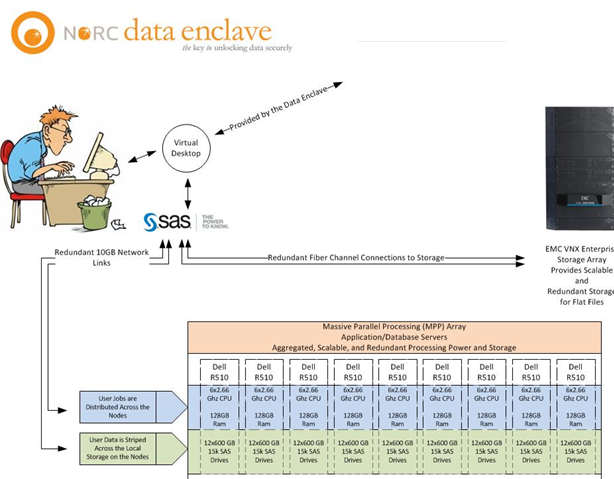 NORC data enclave
the key to unlocking data securely
Provided by the Data Enclave
Virtual
Desktop
sas
THE
POWER
TO KNOW.
EMC
Redundant 10GB Network
Links
Redundant Fiber Channel Connections to Storage
EMC VNX Enterpris
Storage Array
Provides Scalable
and
Redundant Storage
for Flat Files
Massive Parallel Processing (MPP) Array
Application/Database Servers
Aggregated, Scalable, and Redundant Processing Power and Storage
Dell Dell Dell Dell Dell Dell Dell Dell Dell
R510 R510 R510 R510 R510 R510 R510 R510 R510
User Jobs are
Distributed Across the
Nodes
6x2.66 6x2.66 6x2.66 6x2.66 6x2.66 6x2.66 6x2.66 6x2.66 6x2.66
Ghz CPU Ghz CPU Ghz CPU Ghz CPU Ghz CPU Ghz CPU Ghz CPU Ghz CPU Ghz CPU
128GB 128GB 128GB 128GB 128GB 128GB 128GB 128GB 128GB
Ram Ram Ram Ram Ram Ram Ram Ram Ram
User Data is Striped
Across the Local
Storage on the Nodes
12x600 GB 12x600 GB 12x600 GB 12x600 GB 12x600 GB 12x600 GB 12x600 GB 12x600 GB 12x600 GB
15k SAS 15k SAS 15k SAS 15k SAS 15k SAS 15k SAS 15k SAS 15k SAS 15k SAS
Drives Drives Drives Drives Drives Drives Drives Drives Drives